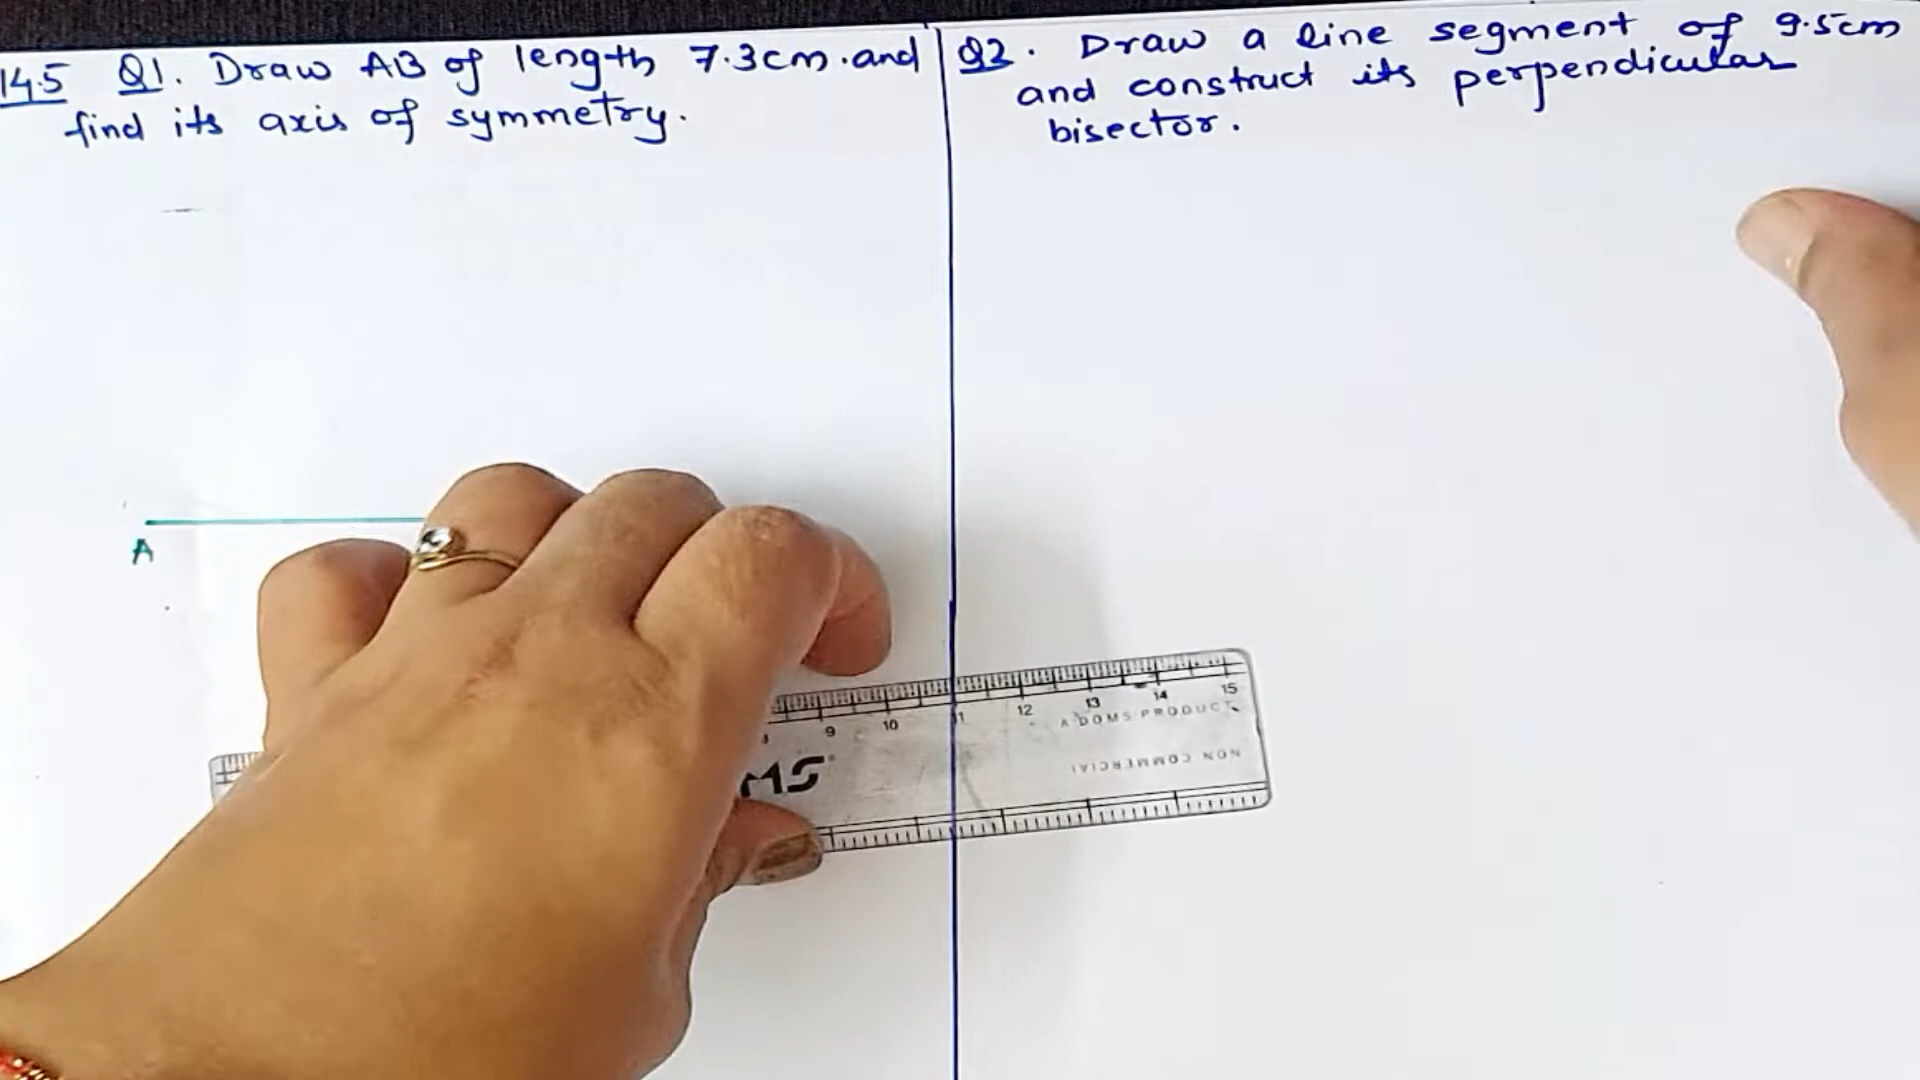 14.5 Q1. Draw AB of length 7.3cm.and
find its axis of symmetry.
Q2. Draw a line segment of 9.5cm
and construct its perpendicular
bisector.
A
9 10 11 12 13 14 15
A DOMS PRODUCT
MS
NON COMMERCIAL